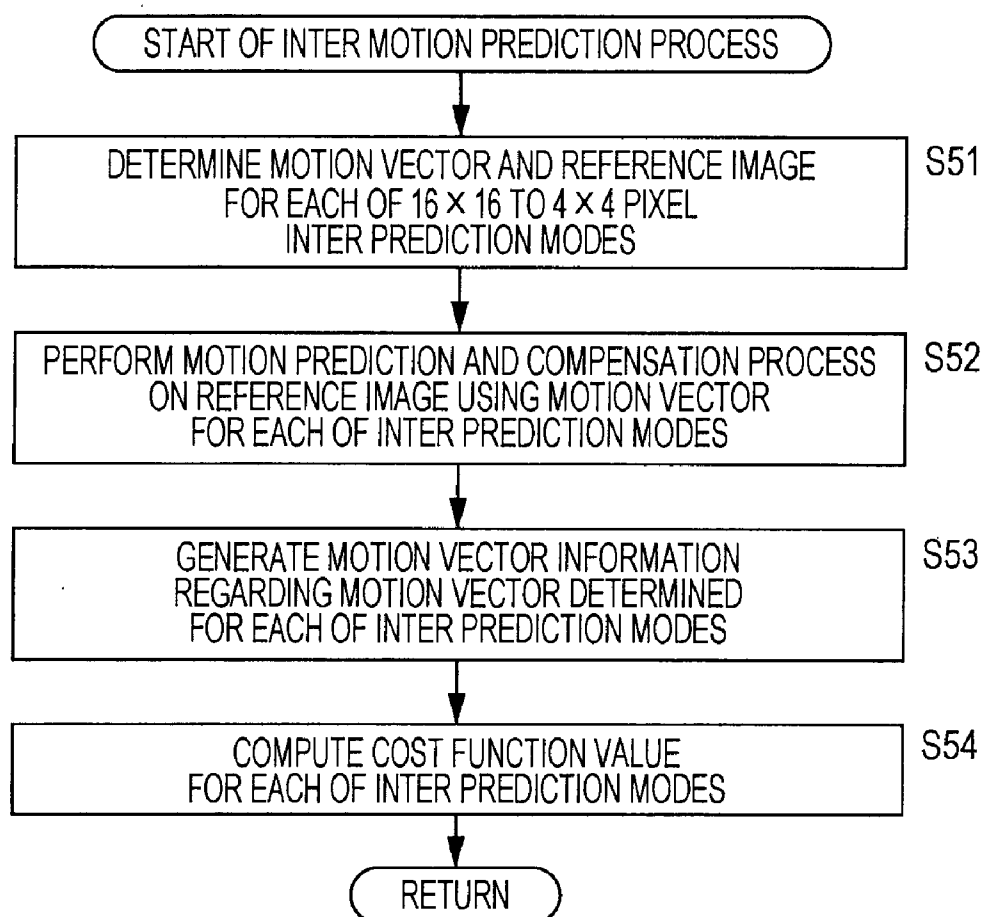 START OF INTER MOTION PREDICTION PROCESS
DETERMINE MOTION VECTOR AND REFERENCE IMAGE
FOR EACH OF 16 × 16 TO 4 × 4 PIXEL
INTER PREDICTION MODES
S51
PERFORM MOTION PREDICTION AND COMPENSATION PROCESS
ON REFERENCE IMAGE USING MOTION VECTOR
FOR EACH OF INTER PREDICTION MODES
S52
GENERATE MOTION VECTOR INFORMATION
REGARDING MOTION VECTOR DETERMINED
FOR EACH OF INTER PREDICTION MODES
S53
COMPUTE COST FUNCTION VALUE
FOR EACH OF INTER PREDICTION MODES
S54
RETURN